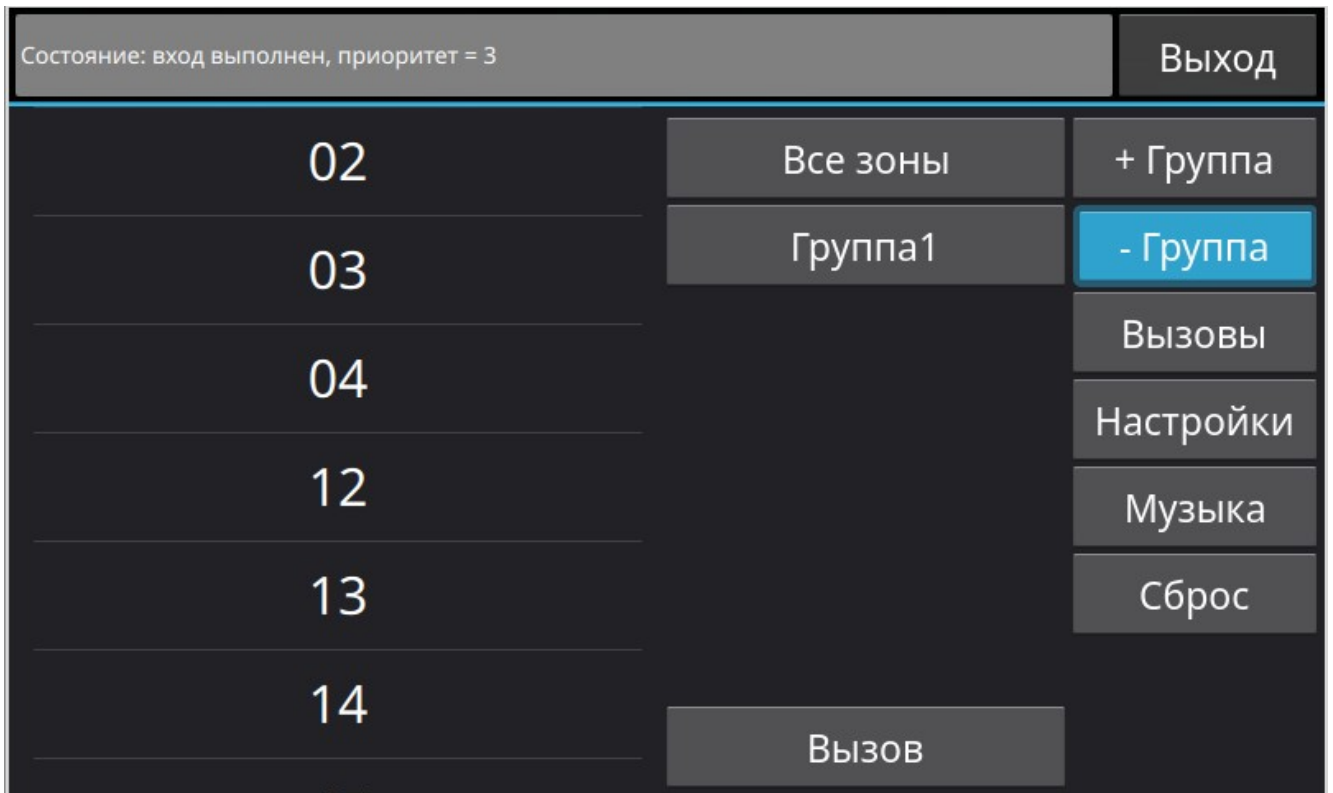 Состояние: вход выполнен, приоритет = 3
Выход
02
03
04
12
13
14
Все зоны
Группа1
Вызов
+ Группа
- Группа
Вызовы
Настройки
Музыка
Сброс